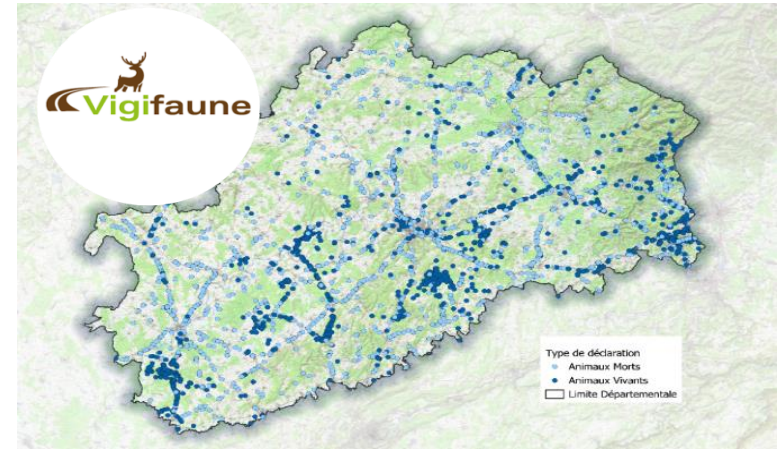 Vigifaune
Type de déclaration
Animaux Morts
Animaux Vivants
Limite Départementale